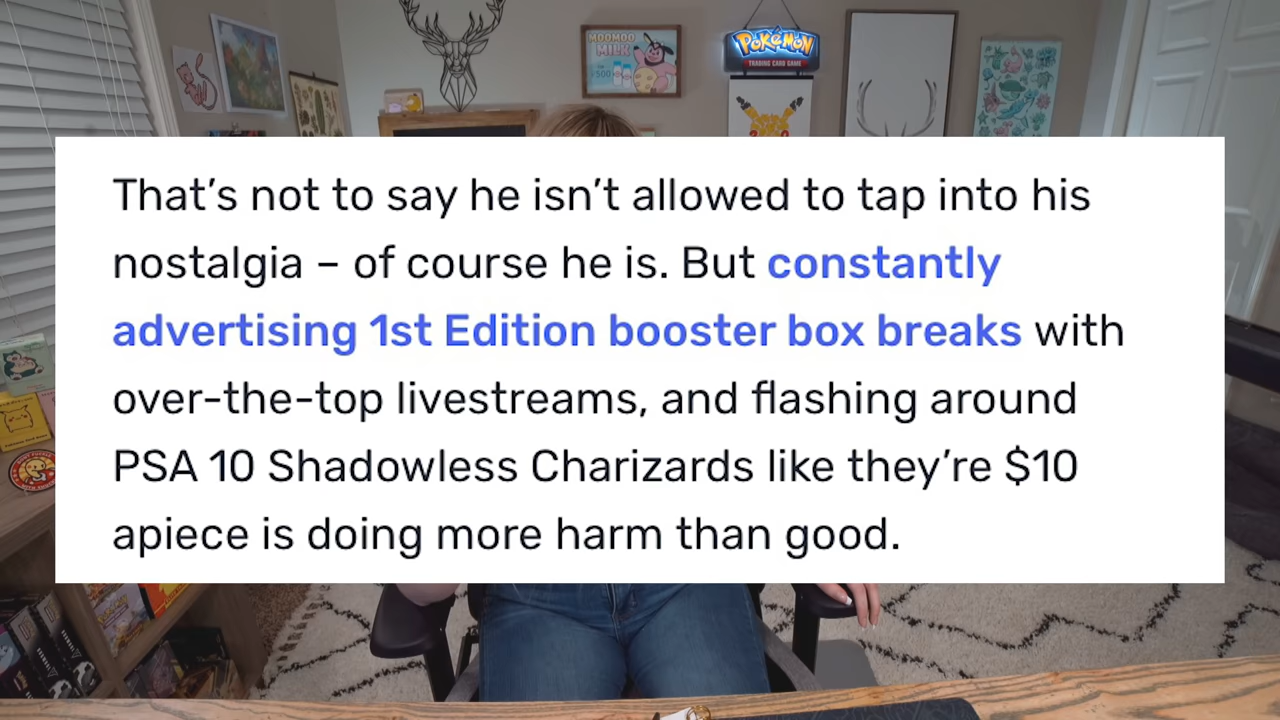 MOOMOO
MILK
500
POKéMON
TRADING CARD GAME
That's not to say he isn't allowed to tap into his
nostalgia – of course he is. But constantly
advertising 1st Edition booster box breaks with
over-the-top livestreams, and flashing around
PSA 10 Shadowless Charizards like they're $10
apiece is doing more harm than good.